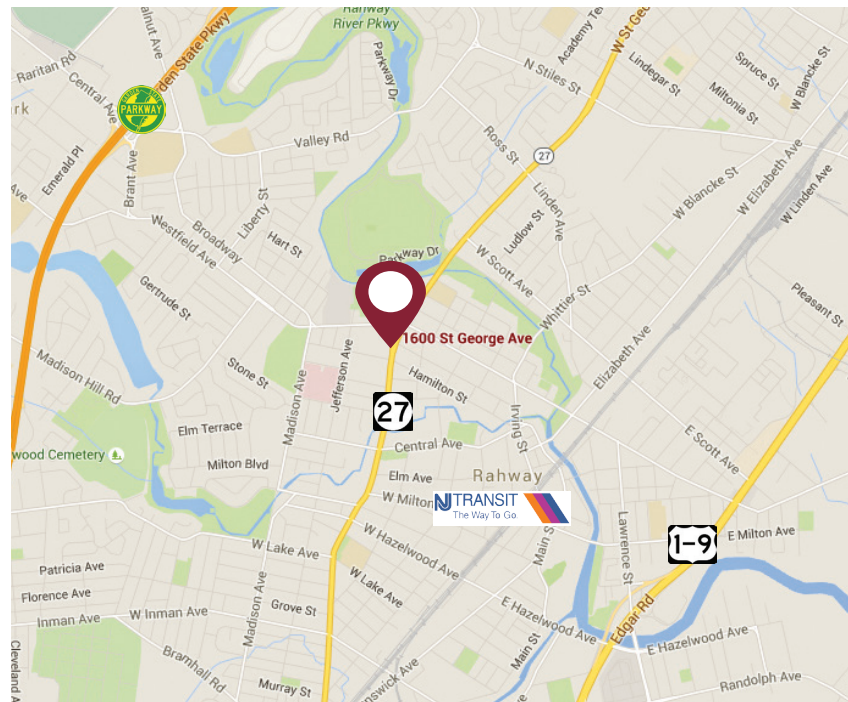 Rahway
River Pkwy
Walnut Ave
Raritan Rd
Central Ave
Garden State Pkwy
PARKWAY
Parkway Dr
Academy Ter
W St Geo
N Stiles St
Lindegar St
Spruce St
Miltonia St
W Blancke St
Emerald Pl
Brant Ave
Valley Rd
Ross St
27
Linden Ave
W Blancke St
W Elizabeth Ave
W Linden Ave
Westfield Ave
Broadway
Liberty St
Hart St
Ludlow St
W Scott Ave
Parkway Dr
Gertrude St
Whittier St
Pleasant St
1600 St George Ave
Elizabeth Ave
Madison Hill Rd
Stone St
Jefferson Ave
Madison Ave
Hamilton St
27
Irving St
Elm Terrace
Central Ave
E Scott Ave
wood Cemetery
Milton Blvd
Elm Ave
Rahway
W Milton
NJ TRANSIT
The Way To Go
Main St
Lawrence St
1-9
E Milton Ave
W Lake Ave
W Hazelwood Ave
Patricia Ave
Florence Ave
W Lake Ave
Inman Ave
W Inman Ave
Madison Ave
Grove St
E Hazelwood Ave
Edgar Rd
E Hazelwood Ave
Main St
Cleveland A
Bramhall Rd
Murray St
nswick Ave
Randolph Ave